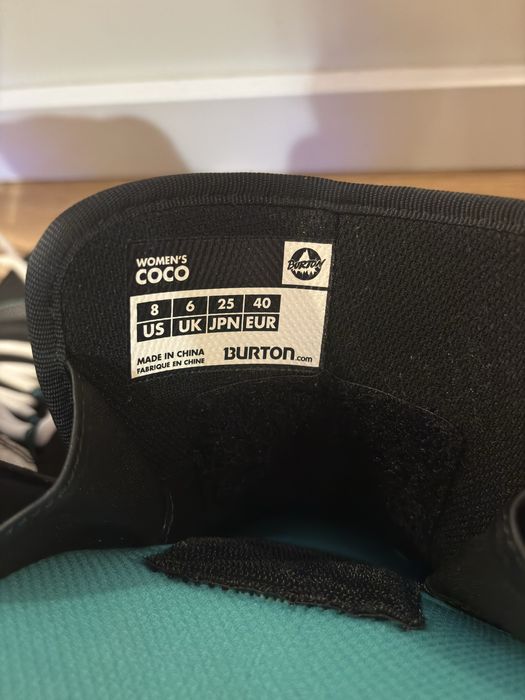 WOMEN'S
COCO
BURTON
8 6 25 40
US UK JPN EUR
MADE IN CHINA
FABRIQUE EN CHINE
BURTON.com